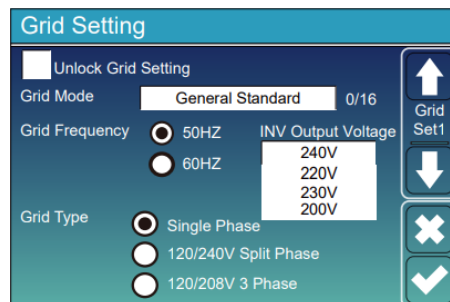 Grid Setting
Unlock Grid Setting
Grid Mode General Standard 0/16
Grid Set1
Grid Frequency 50HZ INV Output Voltage
60HZ
240V
220V
230V
200V
Grid Type Single Phase
120/240V Split Phase
120/208V 3 Phase